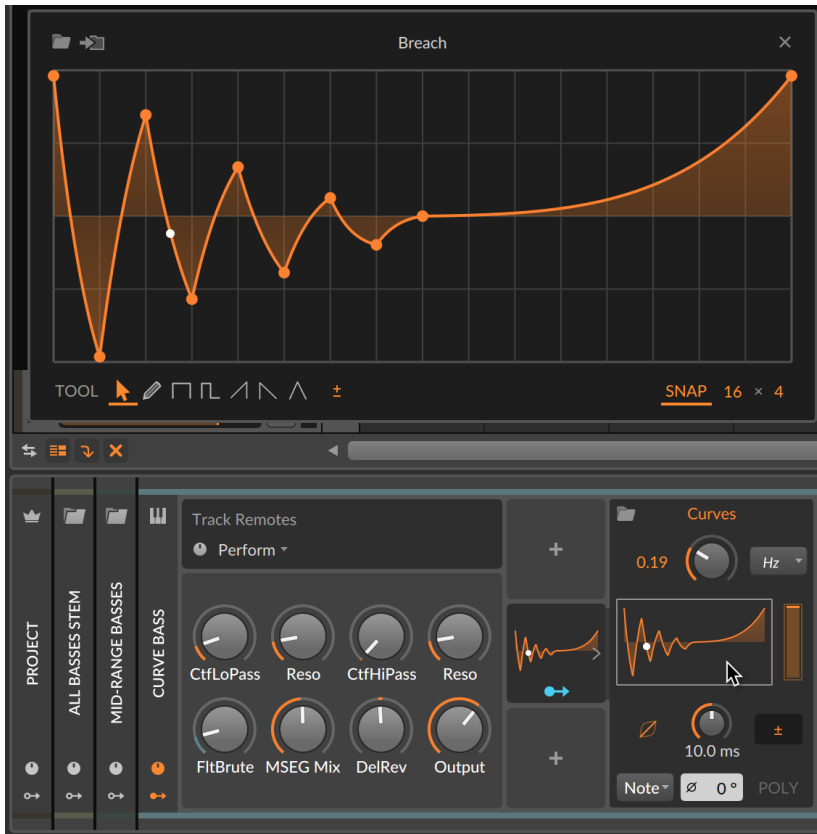 Breach
TOOL
±
SNAP 16 × 4
PROJECT
ALL BASSES STEM
MID-RANGE BASSES
CURVE BASS
Track Remotes
Perform
CtfLoPass Reso CtfHiPass Reso
FltBrute MSEG Mix DelRev Output
+
+
Curves
0.19 Hz
10.0 ms
±
Note ø 0 ° POLY